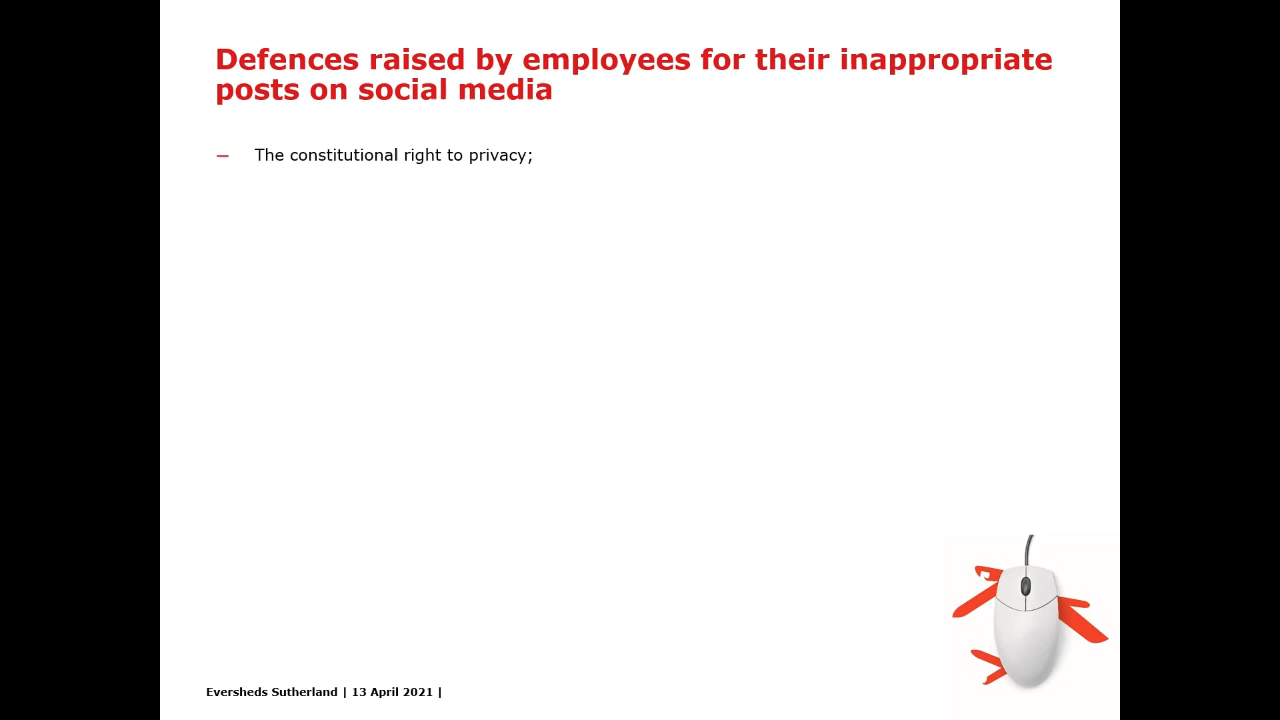 Defences raised by employees for their inappropriate
posts on social media
– The constitutional right to privacy;
Eversheds Sutherland | 13 April 2021 |